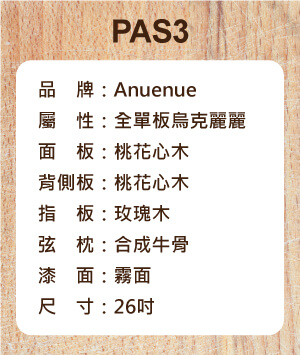 PAS3
品　牌：Anuenue
屬　性：全單板烏克麗麗
面　板：桃花心木
背側板：桃花心木
指　板：玫瑰木
弦　枕：合成牛骨
漆　面：霧面
尺　寸：26吋